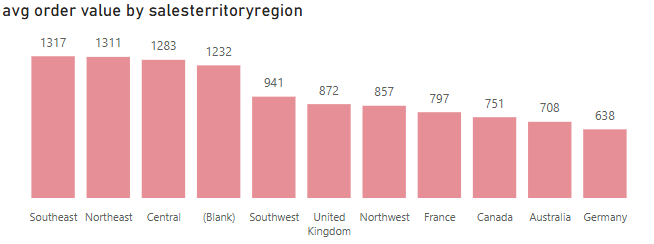 avg order value by salesterritoryregion
1317 1311 1283 1232 941 872 857 797 751 708 638
Southeast Northeast Central (Blank) Southwest United Northwest France Canada Australia Germany
Kingdom